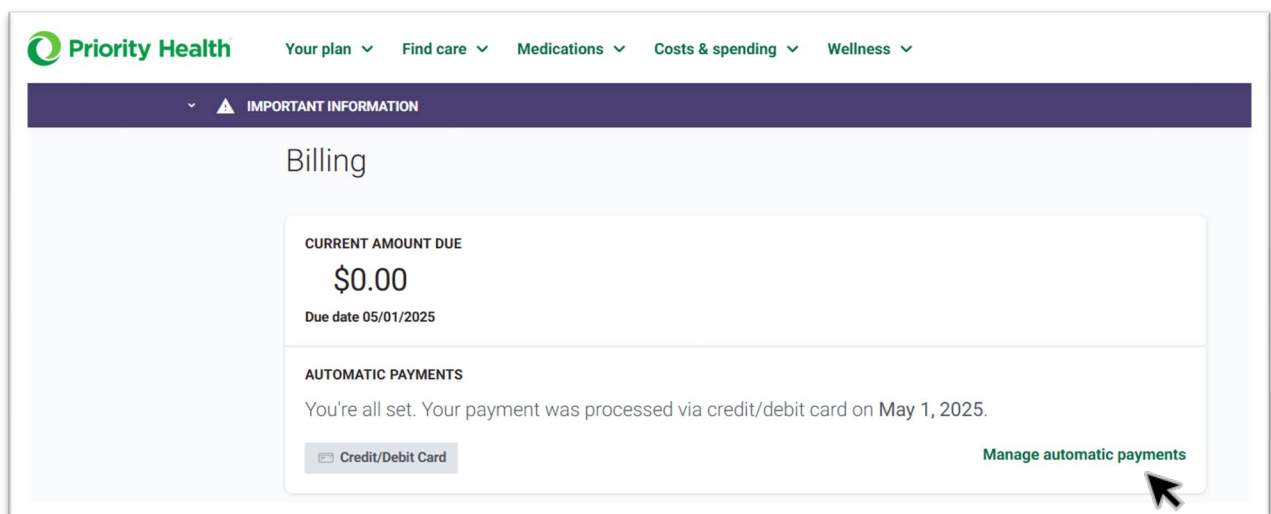 Priority Health
Your plan Find care Medications Costs & spending Wellness
IMPORTANT INFORMATION
Billing
CURRENT AMOUNT DUE
$0.00
Due date 05/01/2025
AUTOMATIC PAYMENTS
You're all set. Your payment was processed via credit/debit card on May 1, 2025.
Credit/Debit Card
Manage automatic payments